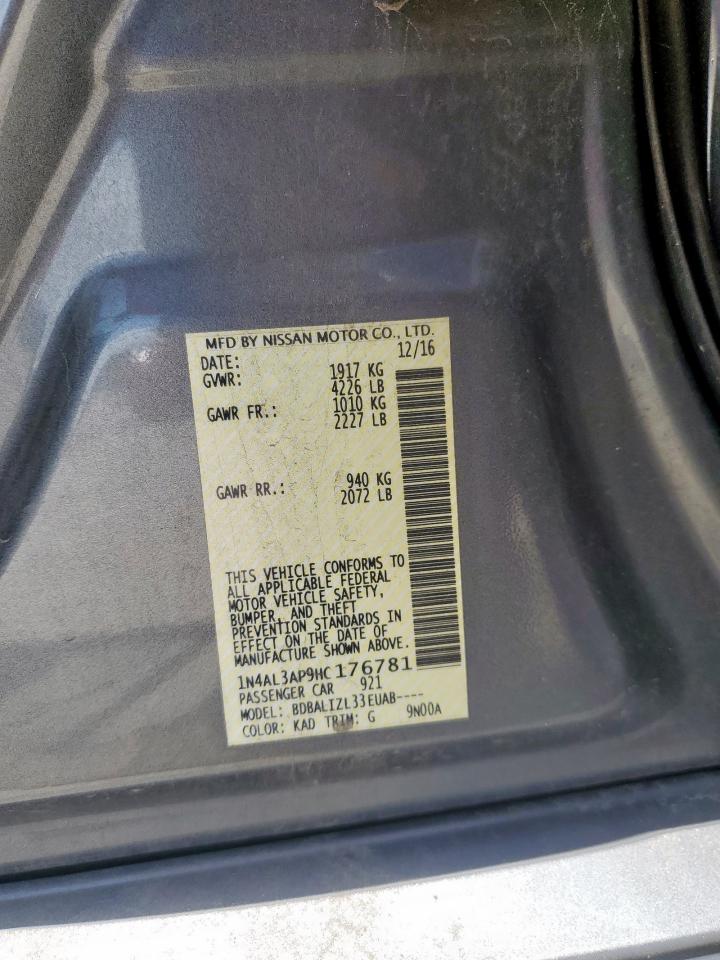 MFD BY NISSAN MOTOR CO., LTD.
DATE: 12/16
GVWR: 1917 KG
4226 LB
GAWR FR.: 1010 KG
2227 LB
GAWR RR.: 940 KG
2072 LB
THIS VEHICLE CONFORMS TO
ALL APPLICABLE FEDERAL
MOTOR VEHICLE SAFETY,
BUMPER, AND THEFT
PREVENTION STANDARDS IN
EFFECT ON THE DATE OF
MANUFACTURE SHOWN ABOVE.
1N4AL3AP9HC176781
PASSENGER CAR 921
MODEL: BDBALIZL33EUAB----
COLOR: KAD TRIM: G 9N00A